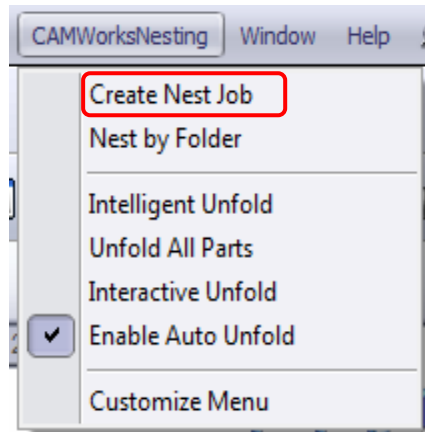 CAMWorksNesting Window Help
Create Nest Job
Nest by Folder
Intelligent Unfold
Unfold All Parts
Interactive Unfold
Enable Auto Unfold
Customize Menu